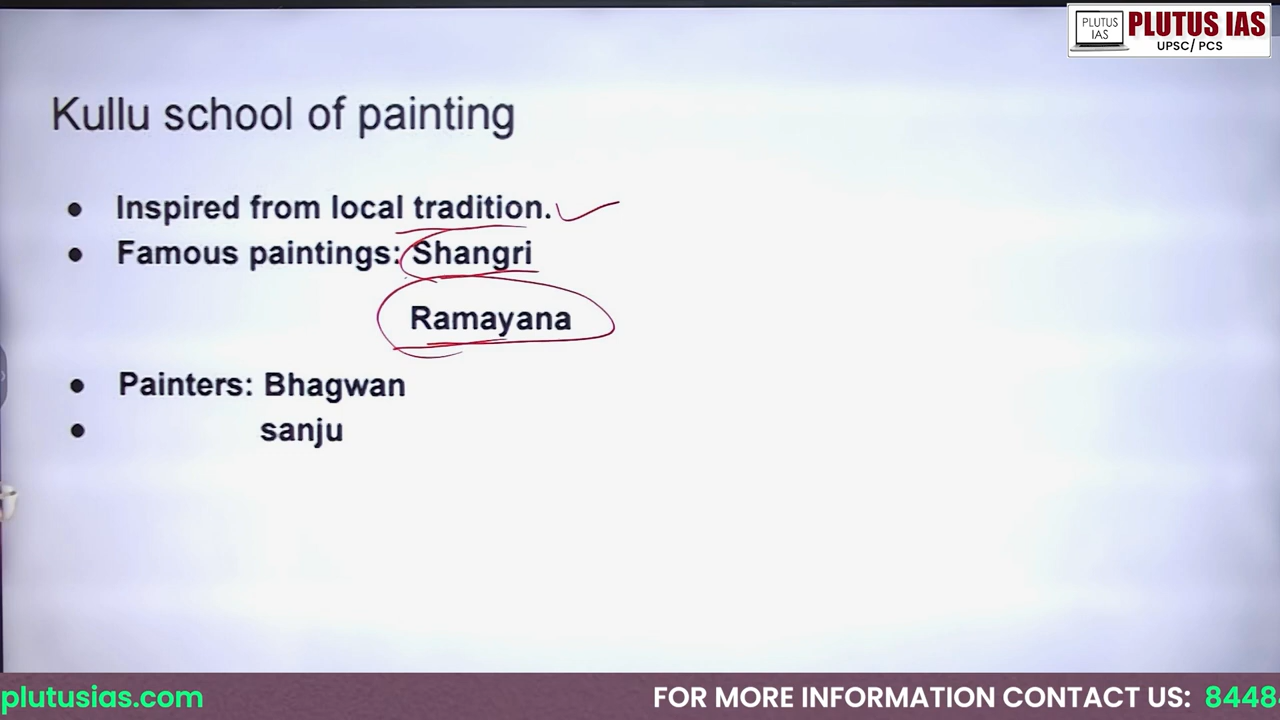 PLUTUS IAS
PLUTUS
IAS
UPSC/ PCS
Kullu school of painting
Inspired from local tradition.
Famous paintings: Shangri
Ramayana
Painters: Bhagwan
sanju
plutusias.com
FOR MORE INFORMATION CONTACT US: 8448